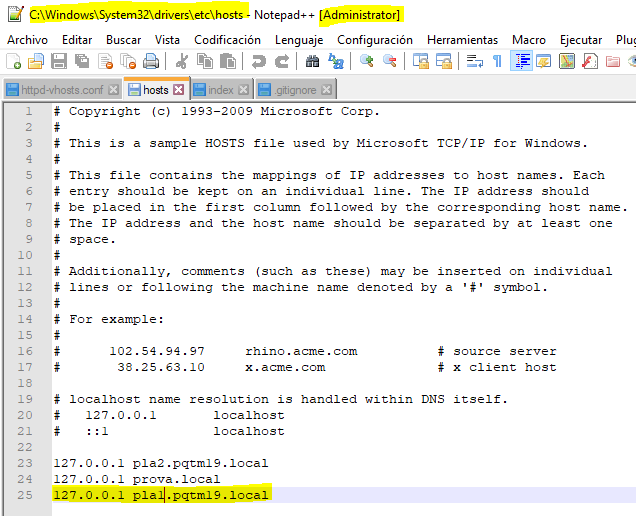 C:\Windows\System32\drivers\etc\hosts - Notepad++ [Administrator]
Archivo Editar Buscar Vista Codificación Lenguaje Configuración Herramientas Macro Ejecutar Plu
httpd-vhosts.conf hosts index .gitignore
1 # Copyright (c) 1993-2009 Microsoft Corp.
2 #
3 # This is a sample HOSTS file used by Microsoft TCP/IP for Windows.
4 #
5 # This file contains the mappings of IP addresses to host names. Each
6 # entry should be kept on an individual line. The IP address should
7 # be placed in the first column followed by the corresponding host name.
8 # The IP address and the host name should be separated by at least one
9 # space.
10 #
11 # Additionally, comments (such as these) may be inserted on individual
12 # lines or following the machine name denoted by a '#' symbol.
13 #
14 # For example:
15 #
16 # 102.54.94.97 rhino.acme.com # source server
17 # 38.25.63.10 x.acme.com # x client host
18
19 # localhost name resolution is handled within DNS itself.
20 # 127.0.0.1 localhost
21 # ::1 localhost
22
23 127.0.0.1 pla2.pqtm19.local
24 127.0.0.1 prova.local
25 127.0.0.1 pla1.pqtm19.local